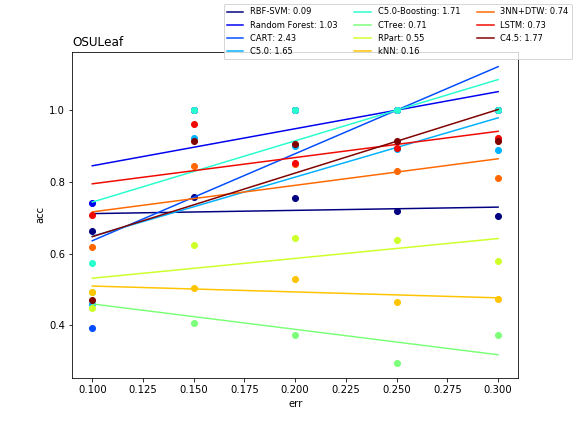 RBF-SVM: 0.09 C5.0-Boosting: 1.71 3NN+DTW: 0.74
Random Forest: 1.03 CTree: 0.71 LSTM: 0.73
CART: 2.43 RPart: 0.55 C4.5: 1.77
C5.0: 1.65 kNN: 0.16
OSULeaf
1.0
0.8
0.6
0.4
acc
0.100 0.125 0.150 0.175 0.200 0.225 0.250 0.275 0.300
err